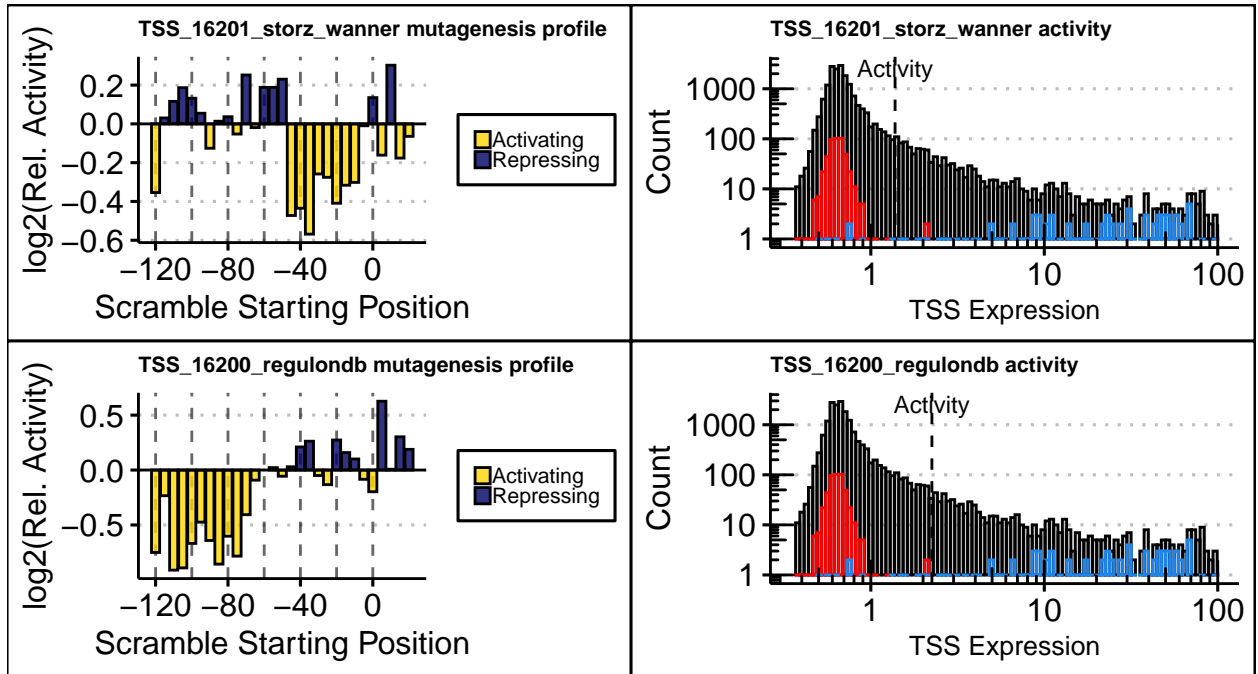 TSS_16201_storz_wanner mutagenesis profile
log2(Rel. Activity)
0.2
0.0
−0.2
−0.4
−0.6
−120 −80 −40 0
Scramble Starting Position
Activating
Repressing
TSS_16201_storz_wanner activity
Activity
Count
1000
100
10
1
1 10 100
TSS Expression
TSS_16200_regulondb mutagenesis profile
log2(Rel. Activity)
0.5
0.0
−0.5
−120 −80 −40 0
Scramble Starting Position
Activating
Repressing
TSS_16200_regulondb activity
Activity
Count
1000
100
10
1
1 10 100
TSS Expression